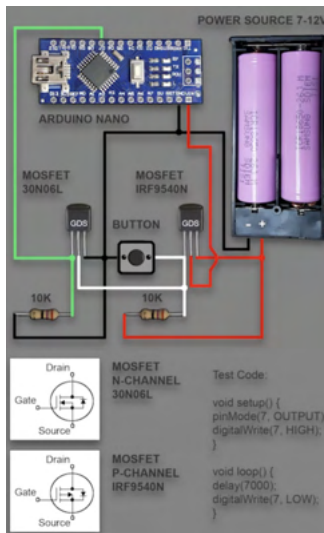 POWER SOURCE 7-12V
ARDUINO NANO
MOSFET
30N06L
MOSFET
IRF9540N
GDS
BUTTON
GDS
- +
10K
10K
Drain
Gate
Source
MOSFET
N-CHANNEL
30N06L
Drain
Gate
Source
MOSFET
P-CHANNEL
IRF9540N
Test Code:
void setup() {
pinMode(7, OUTPUT)
digitalWrite(7, HIGH);
}
void loop() {
delay(7000);
digitalWrite(7, LOW);
}